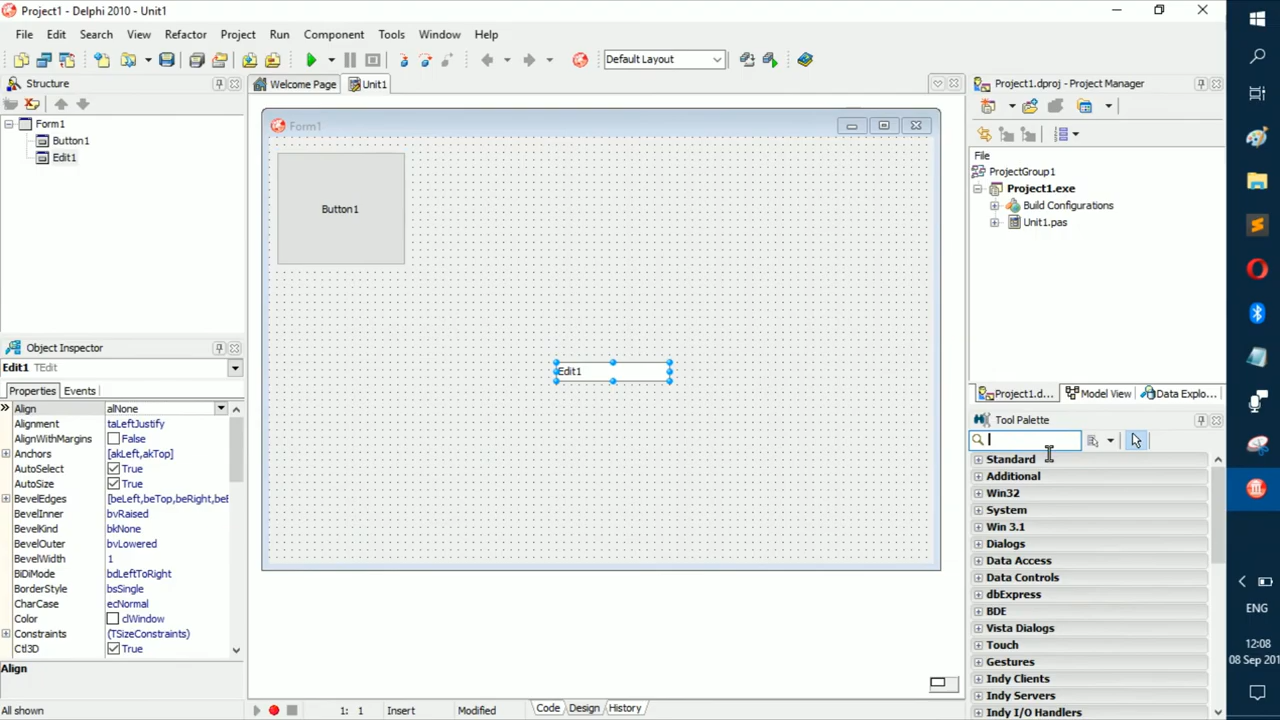 Project1 - Delphi 2010 - Unit1
File Edit Search View Refactor Project Run Component Tools Window Help
Default Layout
Structure
Form1
Button1
Edit1
Object Inspector
Edit1 TEdit
Properties Events
Align alNone
Alignment taLeftJustify
AlignWithMargins False
Anchors [akLeft,akTop]
AutoSelect True
AutoSize True
BevelEdges [beLeft,beTop,beRight,beE
BevelInner bvRaised
BevelKind bkNone
BevelOuter bvLowered
BevelWidth 1
BiDiMode bdLeftToRight
BorderStyle bsSingle
CharCase ecNormal
Color clWindow
Constraints (TSizeConstraints)
Ctl3D True
Align
All shown
Welcome Page Unit1
Form1
Button1
Edit1
1: 1 Insert Modified Code Design History
Project1.dproj - Project Manager
File
ProjectGroup1
Project1.exe
Build Configurations
Unit1.pas
Project1.d... Model View Data Explo...
Tool Palette
Standard
Additional
Win32
System
Win 3.1
Dialogs
Data Access
Data Controls
dbExpress
BDE
Vista Dialogs
Touch
Gestures
Indy Clients
Indy Servers
Indy I/O Handlers
ENG
12:08
08 Sep 201